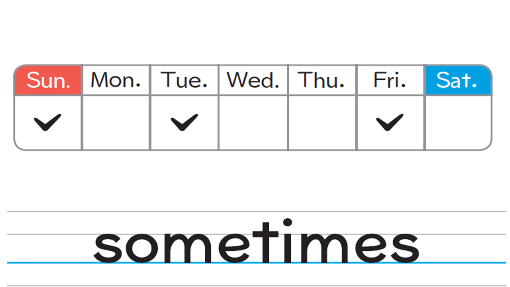 Sun. Mon. Tue. Wed. Thu. Fri. Sat.
sometimes